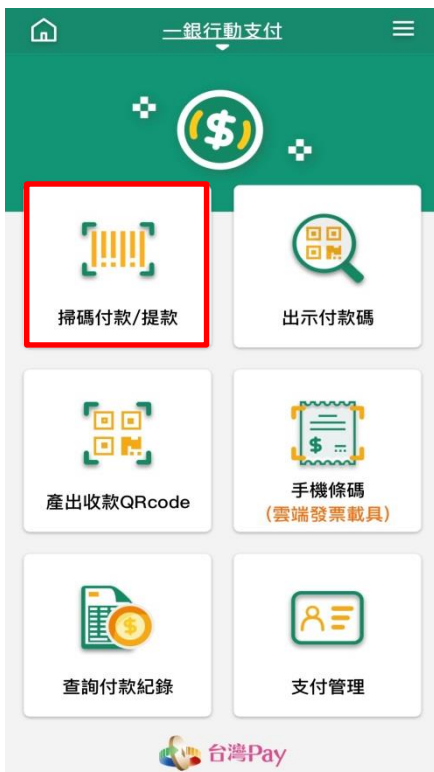 一銀行動支付
掃碼付款/提款
出示付款碼
產出收款QRcode
手機條碼
(雲端發票載具)
查詢付款紀錄
支付管理
台灣Pay